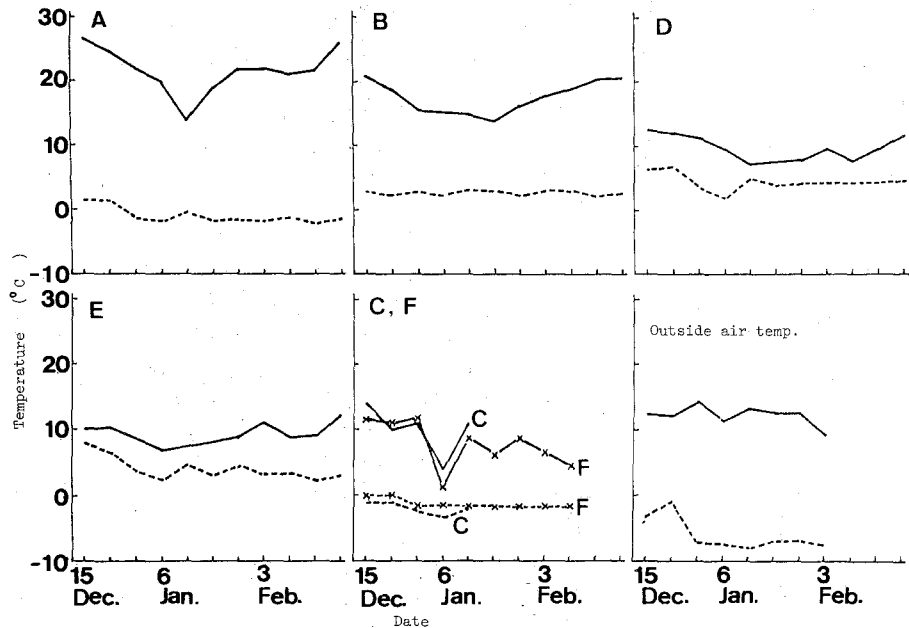 30
20
10
0
-10
A
B
D
Temperature (°C)
30
20
10
0
-10
E
C, F
C
F
F
C
Outside air temp.
15 6 3
Dec. Jan. Feb.
15 6 3
Dec. Jan. Feb.
15 6 3
Dec. Jan. Feb.
Date